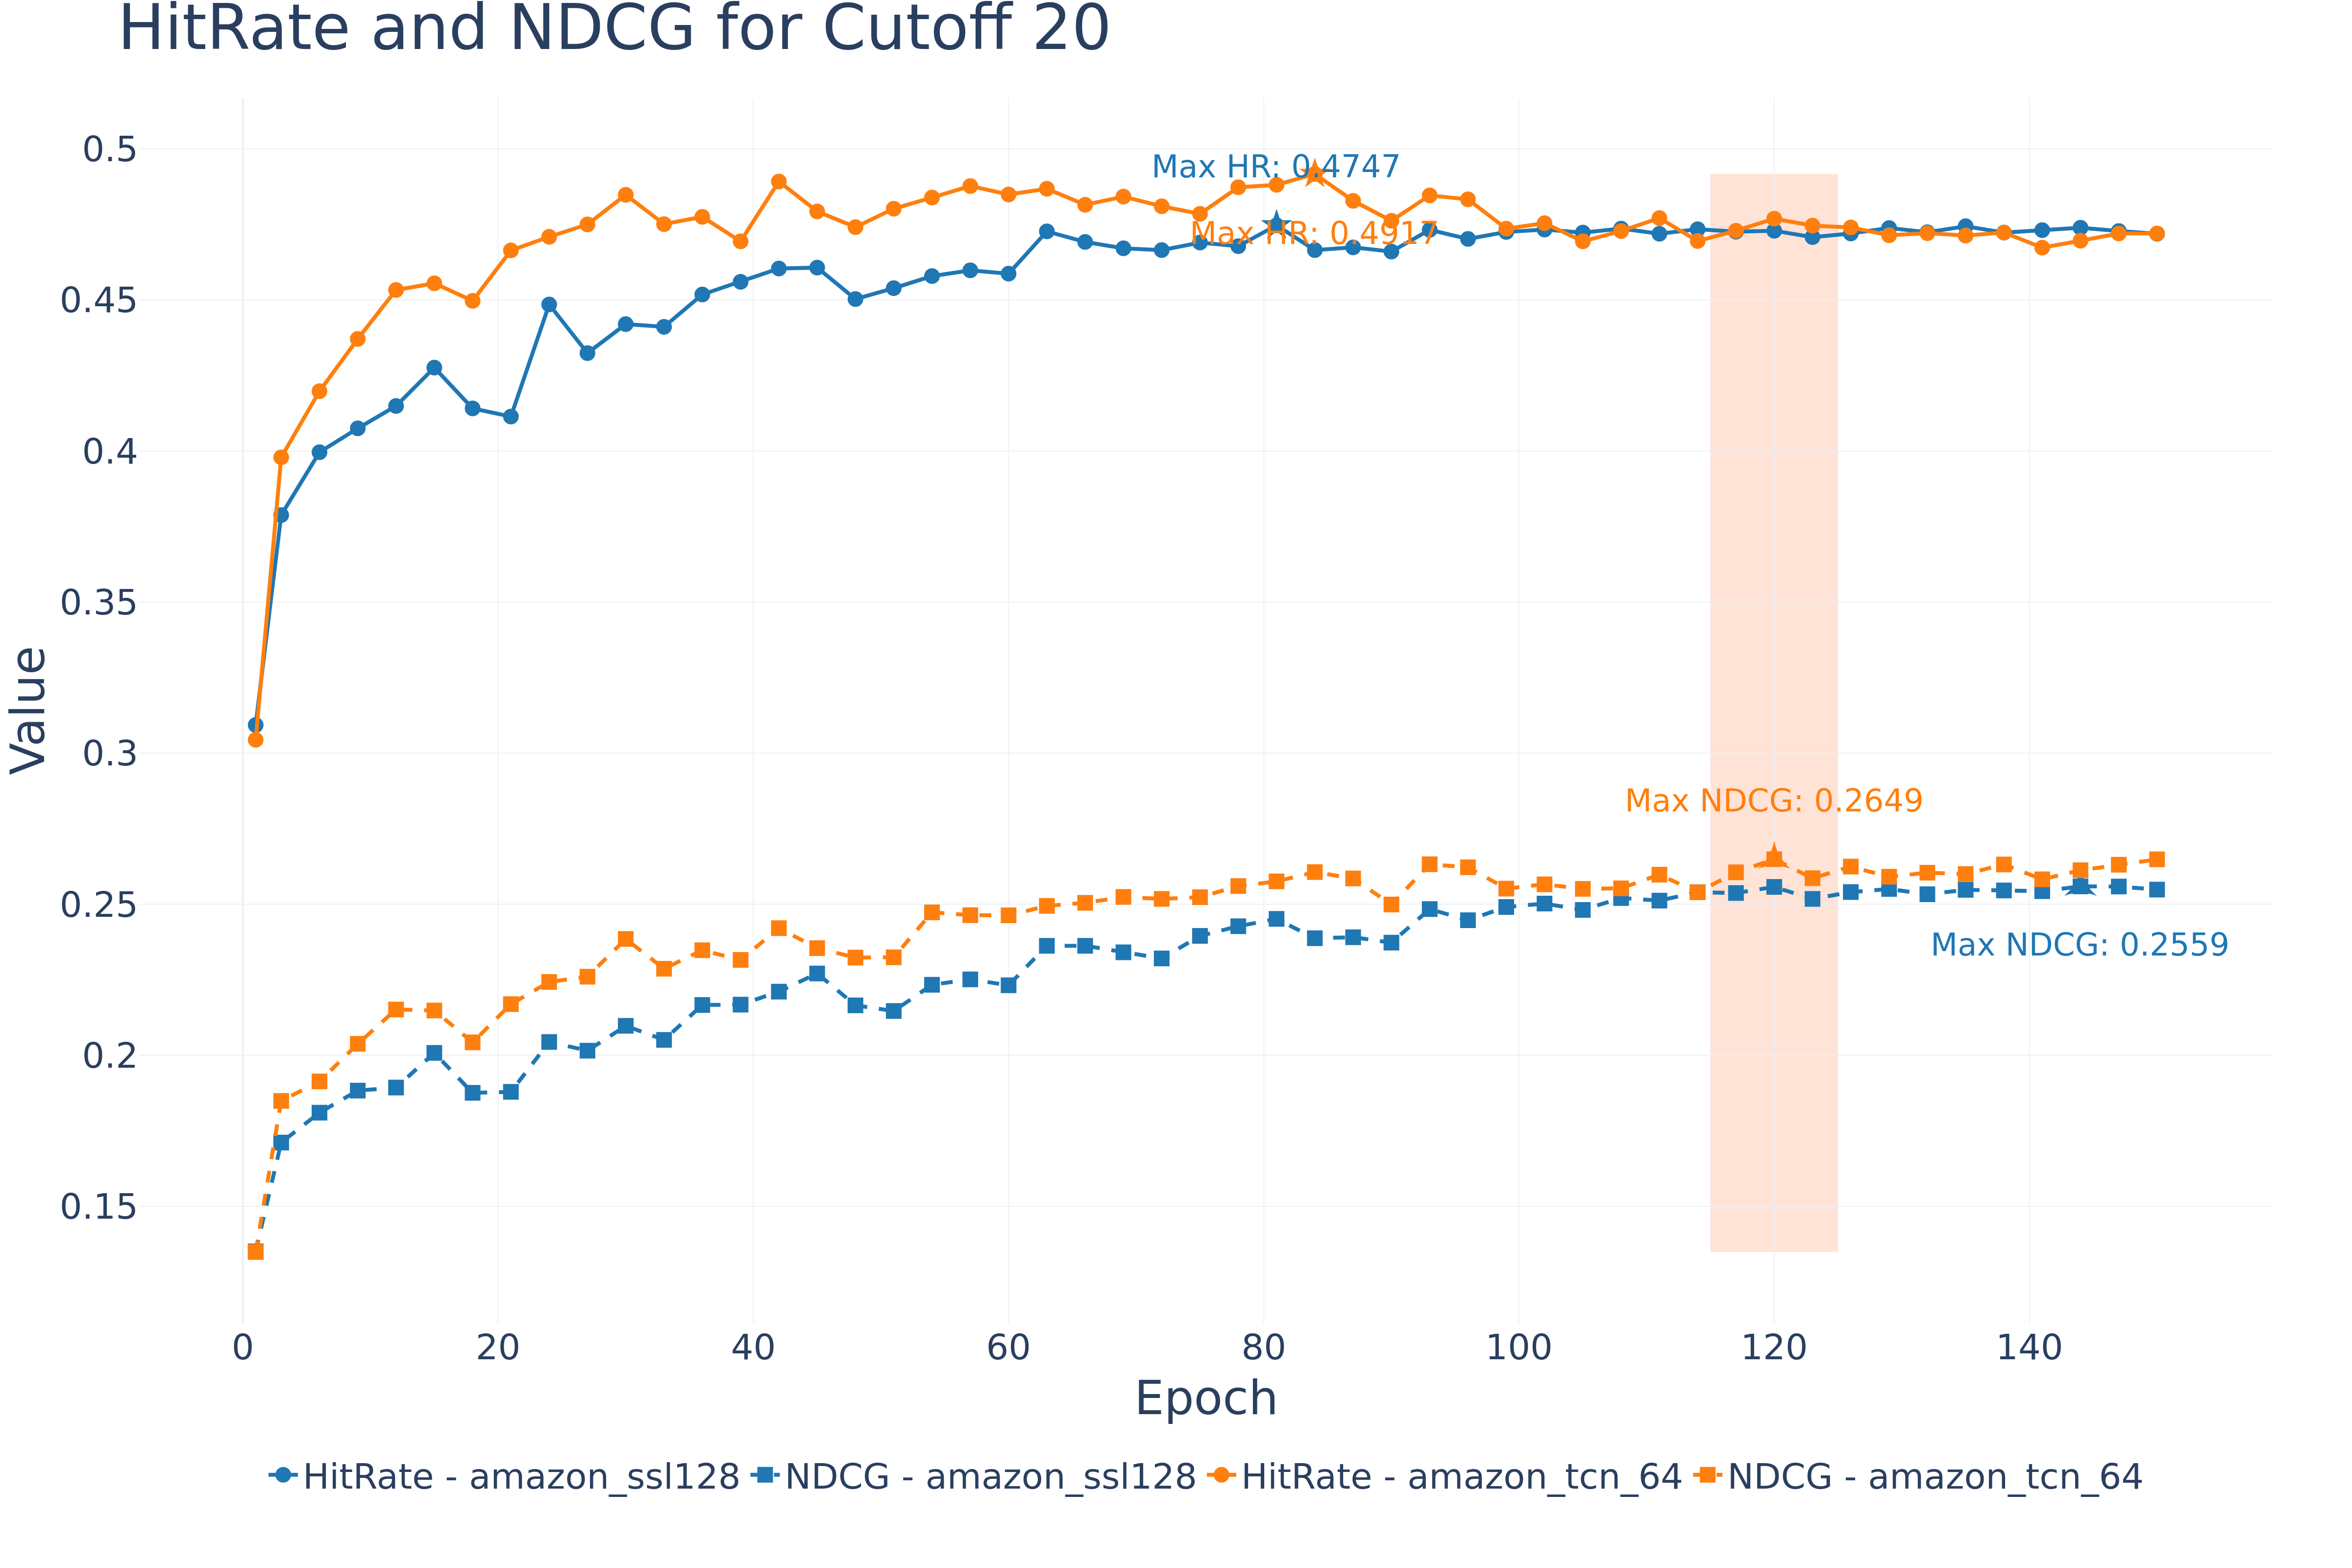 HitRate and NDCG for Cutoff 20
Value
0.5
0.45
0.4
0.35
0.3
0.25
0.2
0.15
Max HR: 0.4747
Max HR: 0.4917
Max NDCG: 0.2649
Max NDCG: 0.2559
0 20 40 60 80 100 120 140
Epoch
HitRate - amazon_ssl128 NDCG - amazon_ssl128 HitRate - amazon_tcn_64 NDCG - amazon_tcn_64